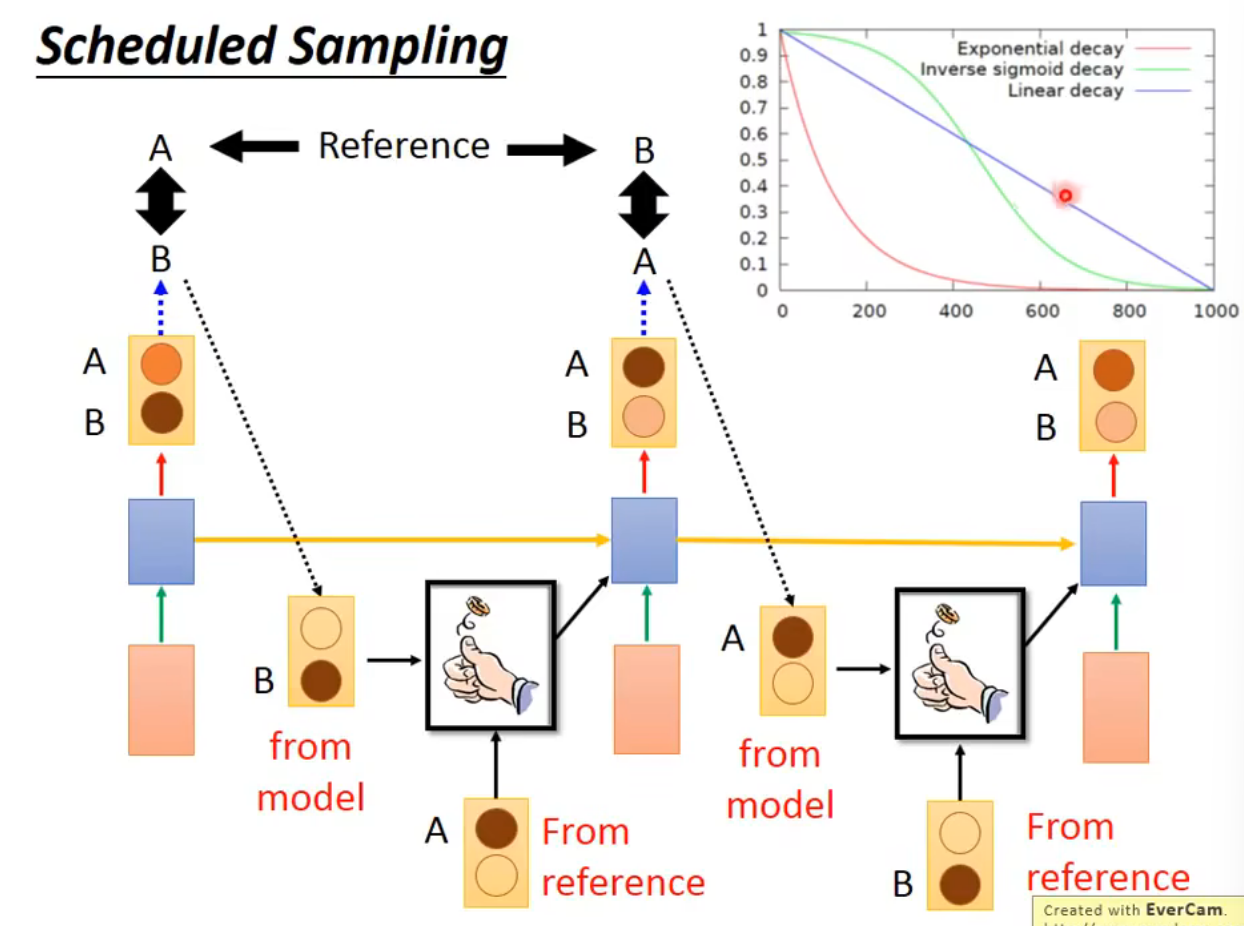 Scheduled Sampling
1
0.9
0.8
0.7
0.6
0.5
0.4
0.3
0.2
0.1
0
0 200 400 600 800 1000
Exponential decay
Inverse sigmoid decay
Linear decay
A Reference B
B A
A A A
B B B
B A
from
model
from
model
A From
reference
B From
reference
Created with EverCam.